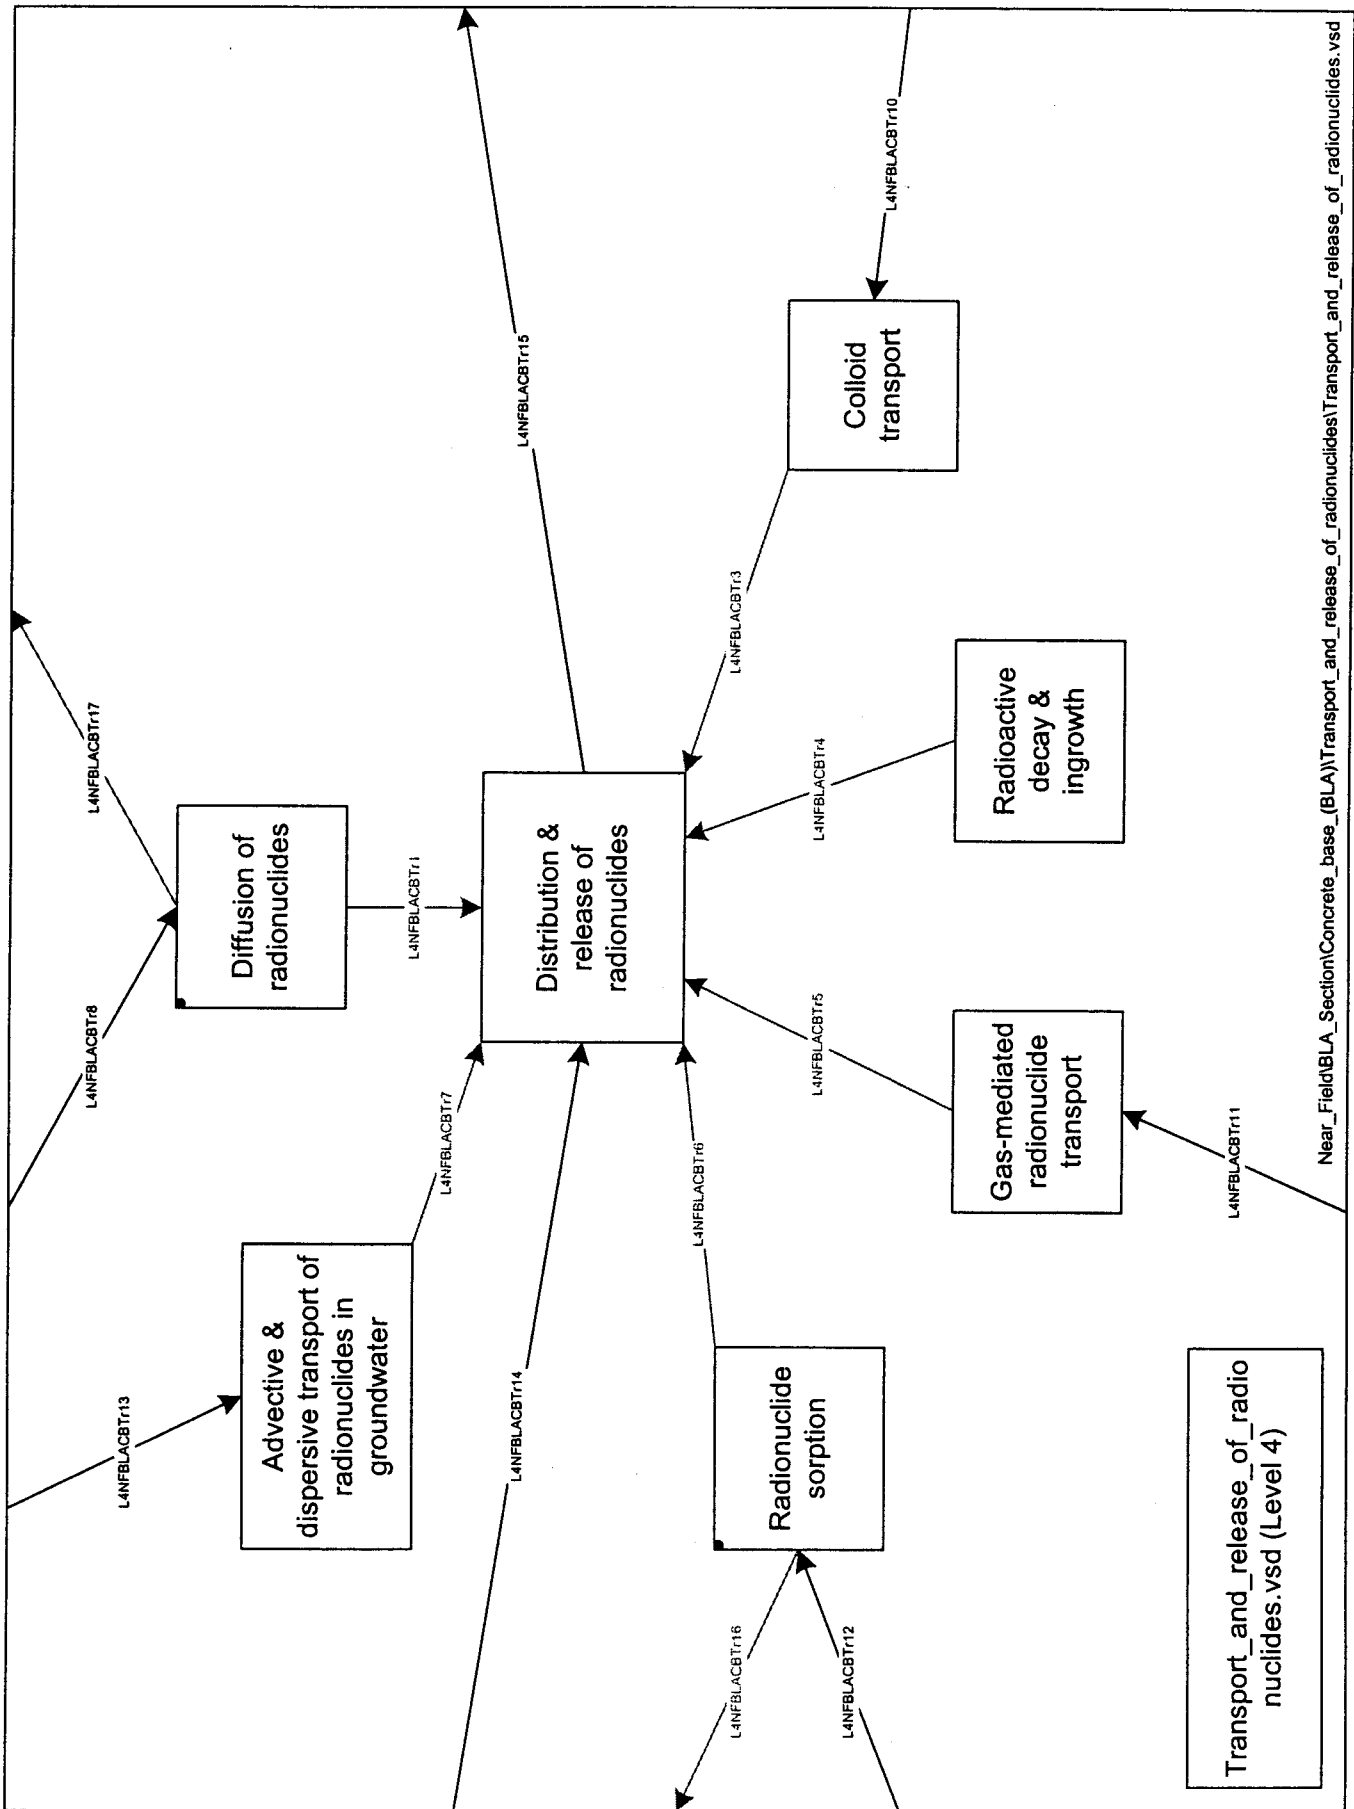 L4NFBLACBTr13
L4NFBLACBTr8
L4NFBLACBTr17
Advective &
dispersive transport of
radionuclides in
groundwater
Diffusion of
radionuclides
L4NFBLACBTr7
L4NFBLACBTr1
L4NFBLACBTr14
L4NFBLACBTr15
Distribution &
release of
radionuclides
L4NFBLACBTr16
L4NFBLACBTr12
Radionuclide
sorption
L4NFBLACBTr6
L4NFBLACBTr5
L4NFBLACBTr4
L4NFBLACBTr3
Colloid
transport
L4NFBLACBTr10
Gas-mediated
radionuclide
transport
Radioactive
decay &
ingrowth
L4NFBLACBTr11
Transport_and_release_of_radio
nuclides.vsd (Level 4)
Near_Field\BLA_Section\Concrete_base_(BLA)\Transport_and_release_of_radionuclides\Transport_and_release_of_radionuclides.vsd